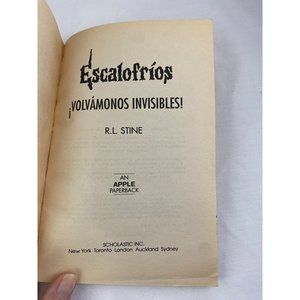 Escalofríos
¡VOLVÁMONOS INVISIBLES!
R.L. STINE
AN
APPLE
PAPERBACK
SCHOLASTIC INC.
New York Toronto London Auckland Sydney